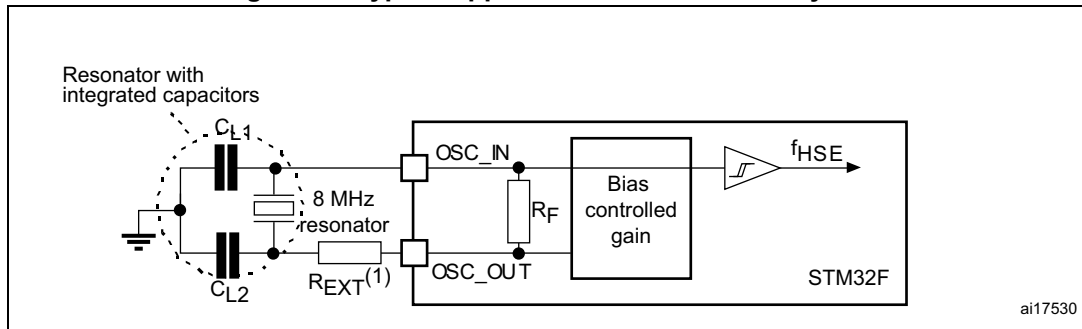 Resonator with
integrated capacitors
CL1
OSC_IN
fHSE
8 MHz
resonator
RF
Bias
controlled
gain
REXT(1)
OSC_OUT
STM32F
CL2
ai17530